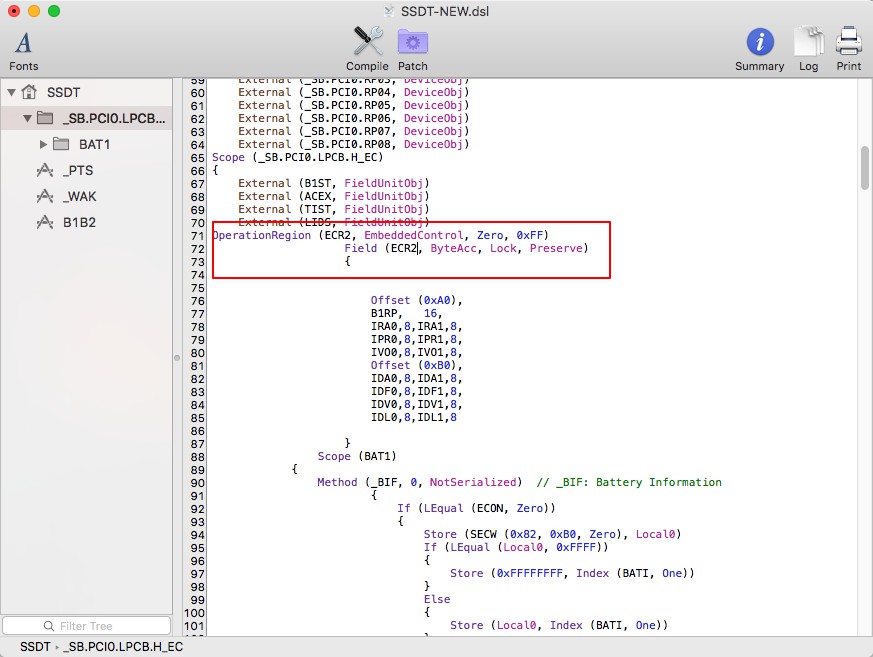 SSDT-NEW.dsl
Fonts
Compile
Patch
Summary
Log
Print
SSDT
_SB.PCI0.LPCB...
BAT1
_PTS
_WAK
B1B2
59 External (_SB.PCI0.RP03, DeviceObj)
60 External (_SB.PCI0.RP04, DeviceObj)
61 External (_SB.PCI0.RP05, DeviceObj)
62 External (_SB.PCI0.RP06, DeviceObj)
63 External (_SB.PCI0.RP07, DeviceObj)
64 External (_SB.PCI0.RP08, DeviceObj)
65 Scope (_SB.PCI0.LPCB.H_EC)
66 {
67 External (B1ST, FieldUnitObj)
68 External (ACEX, FieldUnitObj)
69 External (TIST, FieldUnitObj)
70 External (LIDS, FieldUnitObj)
71 OperationRegion (ECR2, EmbeddedControl, Zero, 0xFF)
72 Field (ECR2, ByteAcc, Lock, Preserve)
73 {
74
75
76 Offset (0xA0),
77 B1RP, 16,
78 IRA0,8,IRA1,8,
79 IPR0,8,IPR1,8,
80 IVO0,8,IVO1,8,
81 Offset (0xB0),
82 IDA0,8,IDA1,8,
83 IDF0,8,IDF1,8,
84 IDV0,8,IDV1,8,
85 IDL0,8,IDL1,8
86
87 }
88 Scope (BAT1)
89 {
90 Method (_BIF, 0, NotSerialized) // _BIF: Battery Information
91 {
92 If (LEqual (ECON, Zero))
93 {
94 Store (SECW (0x82, 0xB0, Zero), Local0)
95 If (LEqual (Local0, 0xFFFF))
96 {
97 Store (0xFFFFFFFF, Index (BATI, One))
98 }
99 Else
100 {
101 Store (Local0, Index (BATI, One))
Filter Tree
SSDT › _SB.PCI0.LPCB.H_EC